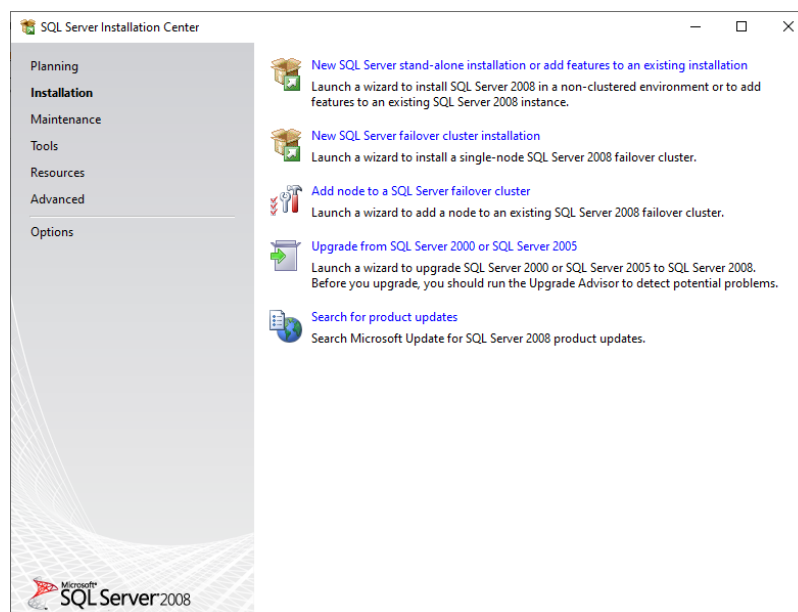 SQL Server Installation Center
Planning
Installation
Maintenance
Tools
Resources
Advanced
Options
New SQL Server stand-alone installation or add features to an existing installation
Launch a wizard to install SQL Server 2008 in a non-clustered environment or to add
features to an existing SQL Server 2008 instance.
New SQL Server failover cluster installation
Launch a wizard to install a single-node SQL Server 2008 failover cluster.
Add node to a SQL Server failover cluster
Launch a wizard to add a node to an existing SQL Server 2008 failover cluster.
Upgrade from SQL Server 2000 or SQL Server 2005
Launch a wizard to upgrade SQL Server 2000 or SQL Server 2005 to SQL Server 2008.
Before you upgrade, you should run the Upgrade Advisor to detect potential problems.
Search for product updates
Search Microsoft Update for SQL Server 2008 product updates.
Microsoft
SQL Server 2008